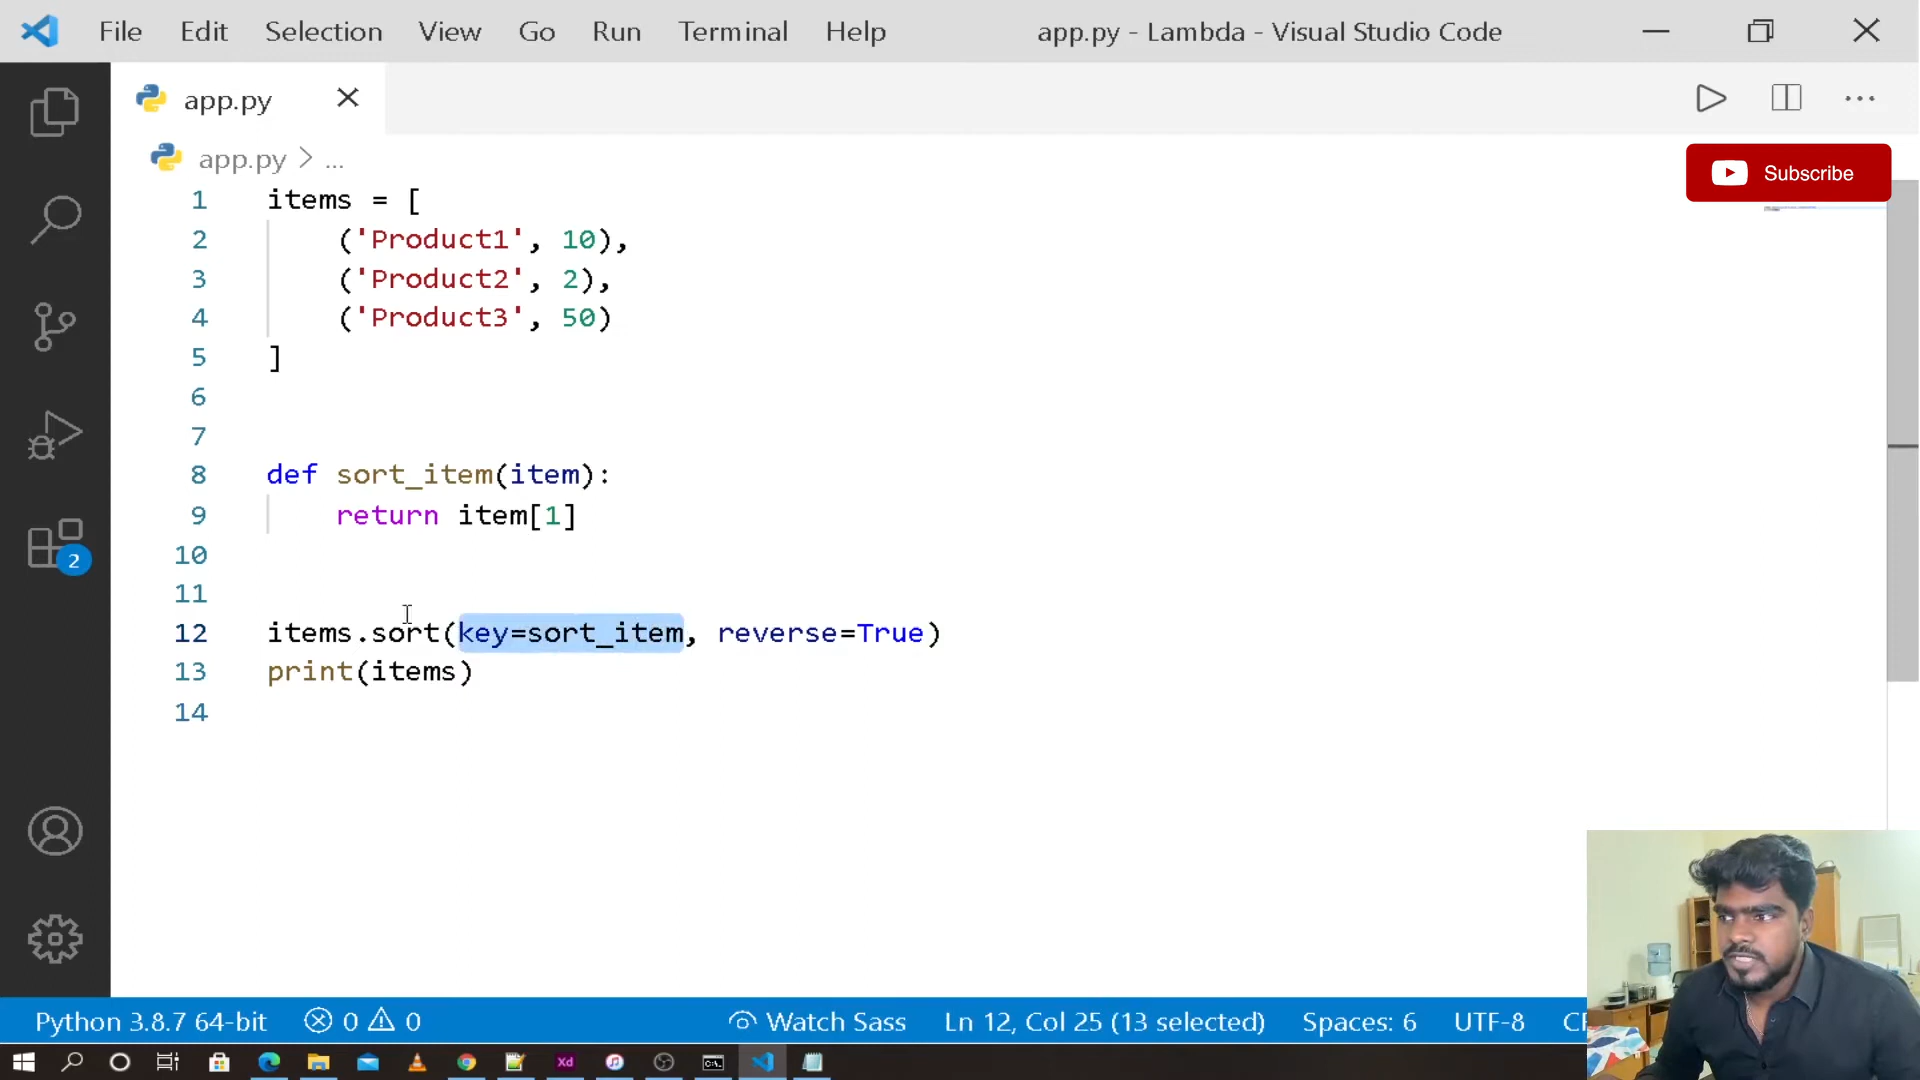 File Edit Selection View Go Run Terminal Help app.py - Lambda - Visual Studio Code
app.py
app.py > ...
Subscribe
1 items = [
2 ('Product1', 10),
3 ('Product2', 2),
4 ('Product3', 50)
5 ]
6
7
8 def sort_item(item):
9 return item[1]
10
11
12 items.sort(key=sort_item, reverse=True)
13 print(items)
14
2
Python 3.8.7 64-bit 0 0 Watch Sass Ln 12, Col 25 (13 selected) Spaces: 6 UTF-8
Xd